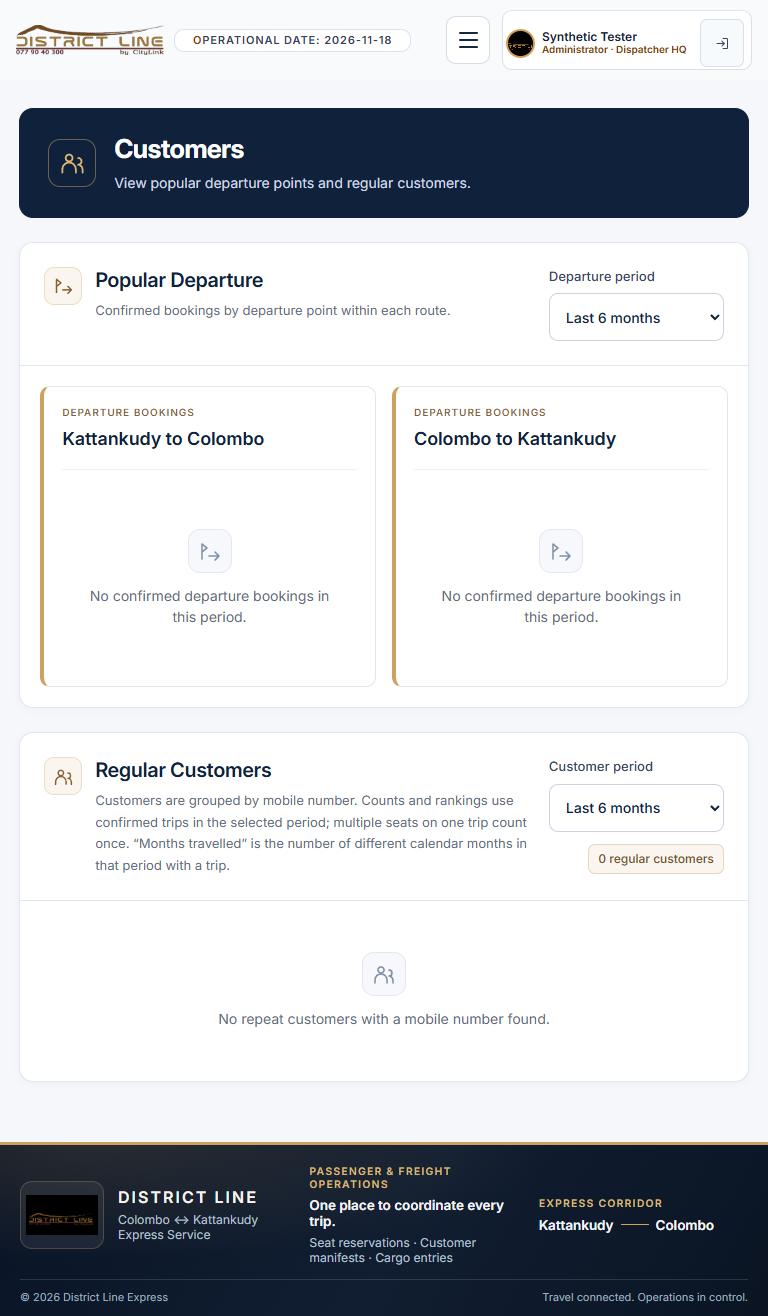 DISTRICT LINE
077 90 40 300 by CityLink
OPERATIONAL DATE: 2026-11-18
Synthetic Tester
Administrator · Dispatcher HQ
Customers
View popular departure points and regular customers.
Popular Departure
Confirmed bookings by departure point within each route.
Departure period
Last 6 months
DEPARTURE BOOKINGS
Kattankudy to Colombo
No confirmed departure bookings in
this period.
DEPARTURE BOOKINGS
Colombo to Kattankudy
No confirmed departure bookings in
this period.
Regular Customers
Customers are grouped by mobile number. Counts and rankings use
confirmed trips in the selected period; multiple seats on one trip count
once. “Months travelled” is the number of different calendar months in
that period with a trip.
Customer period
Last 6 months
0 regular customers
No repeat customers with a mobile number found.
DISTRICT LINE
DISTRICT LINE
Colombo ↔ Kattankudy
Express Service
PASSENGER & FREIGHT
OPERATIONS
One place to coordinate every
trip.
Seat reservations · Customer
manifests · Cargo entries
EXPRESS CORRIDOR
Kattankudy Colombo
© 2026 District Line Express
Travel connected. Operations in control.